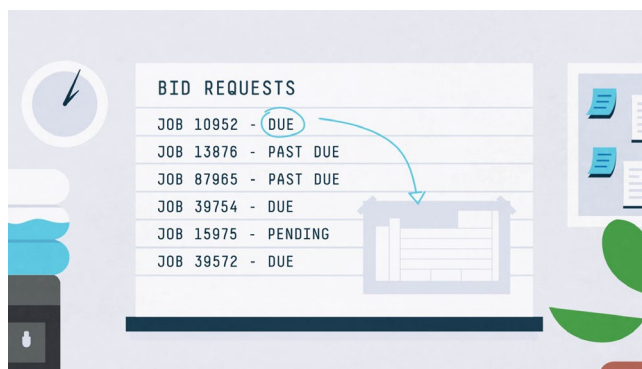 BID REQUESTS
JOB 10952 - DUE
JOB 13876 - PAST DUE
JOB 87965 - PAST DUE
JOB 39754 - DUE
JOB 15975 - PENDING
JOB 39572 - DUE